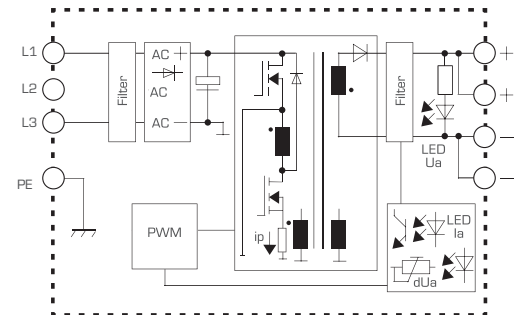 L1
L2
L3
PE
Filter
AC +
AC
AC −
PWM
ip
Filter
LED
Ua
+
+
−
−
LED
Ia
dUa